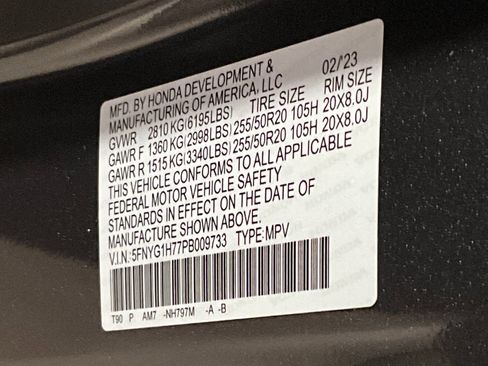 MFD. BY HONDA DEVELOPMENT & 02/'23
MANUFACTURING OF AMERICA, LLC
GVWR 2810 KG(6195LBS) TIRE SIZE RIM SIZE
GAWR F 1360 KG(2998LBS) 255/50R20 105H 20X8.0J
GAWR R 1515 KG(3340LBS) 255/50R20 105H 20X8.0J
THIS VEHICLE CONFORMS TO ALL APPLICABLE
FEDERAL MOTOR VEHICLE SAFETY
STANDARDS IN EFFECT ON THE DATE OF
MANUFACTURE SHOWN ABOVE.
V.I.N.:5FNYG1H77PB009733 TYPE:MPV
T90 P AM7 -NH797M -A -B